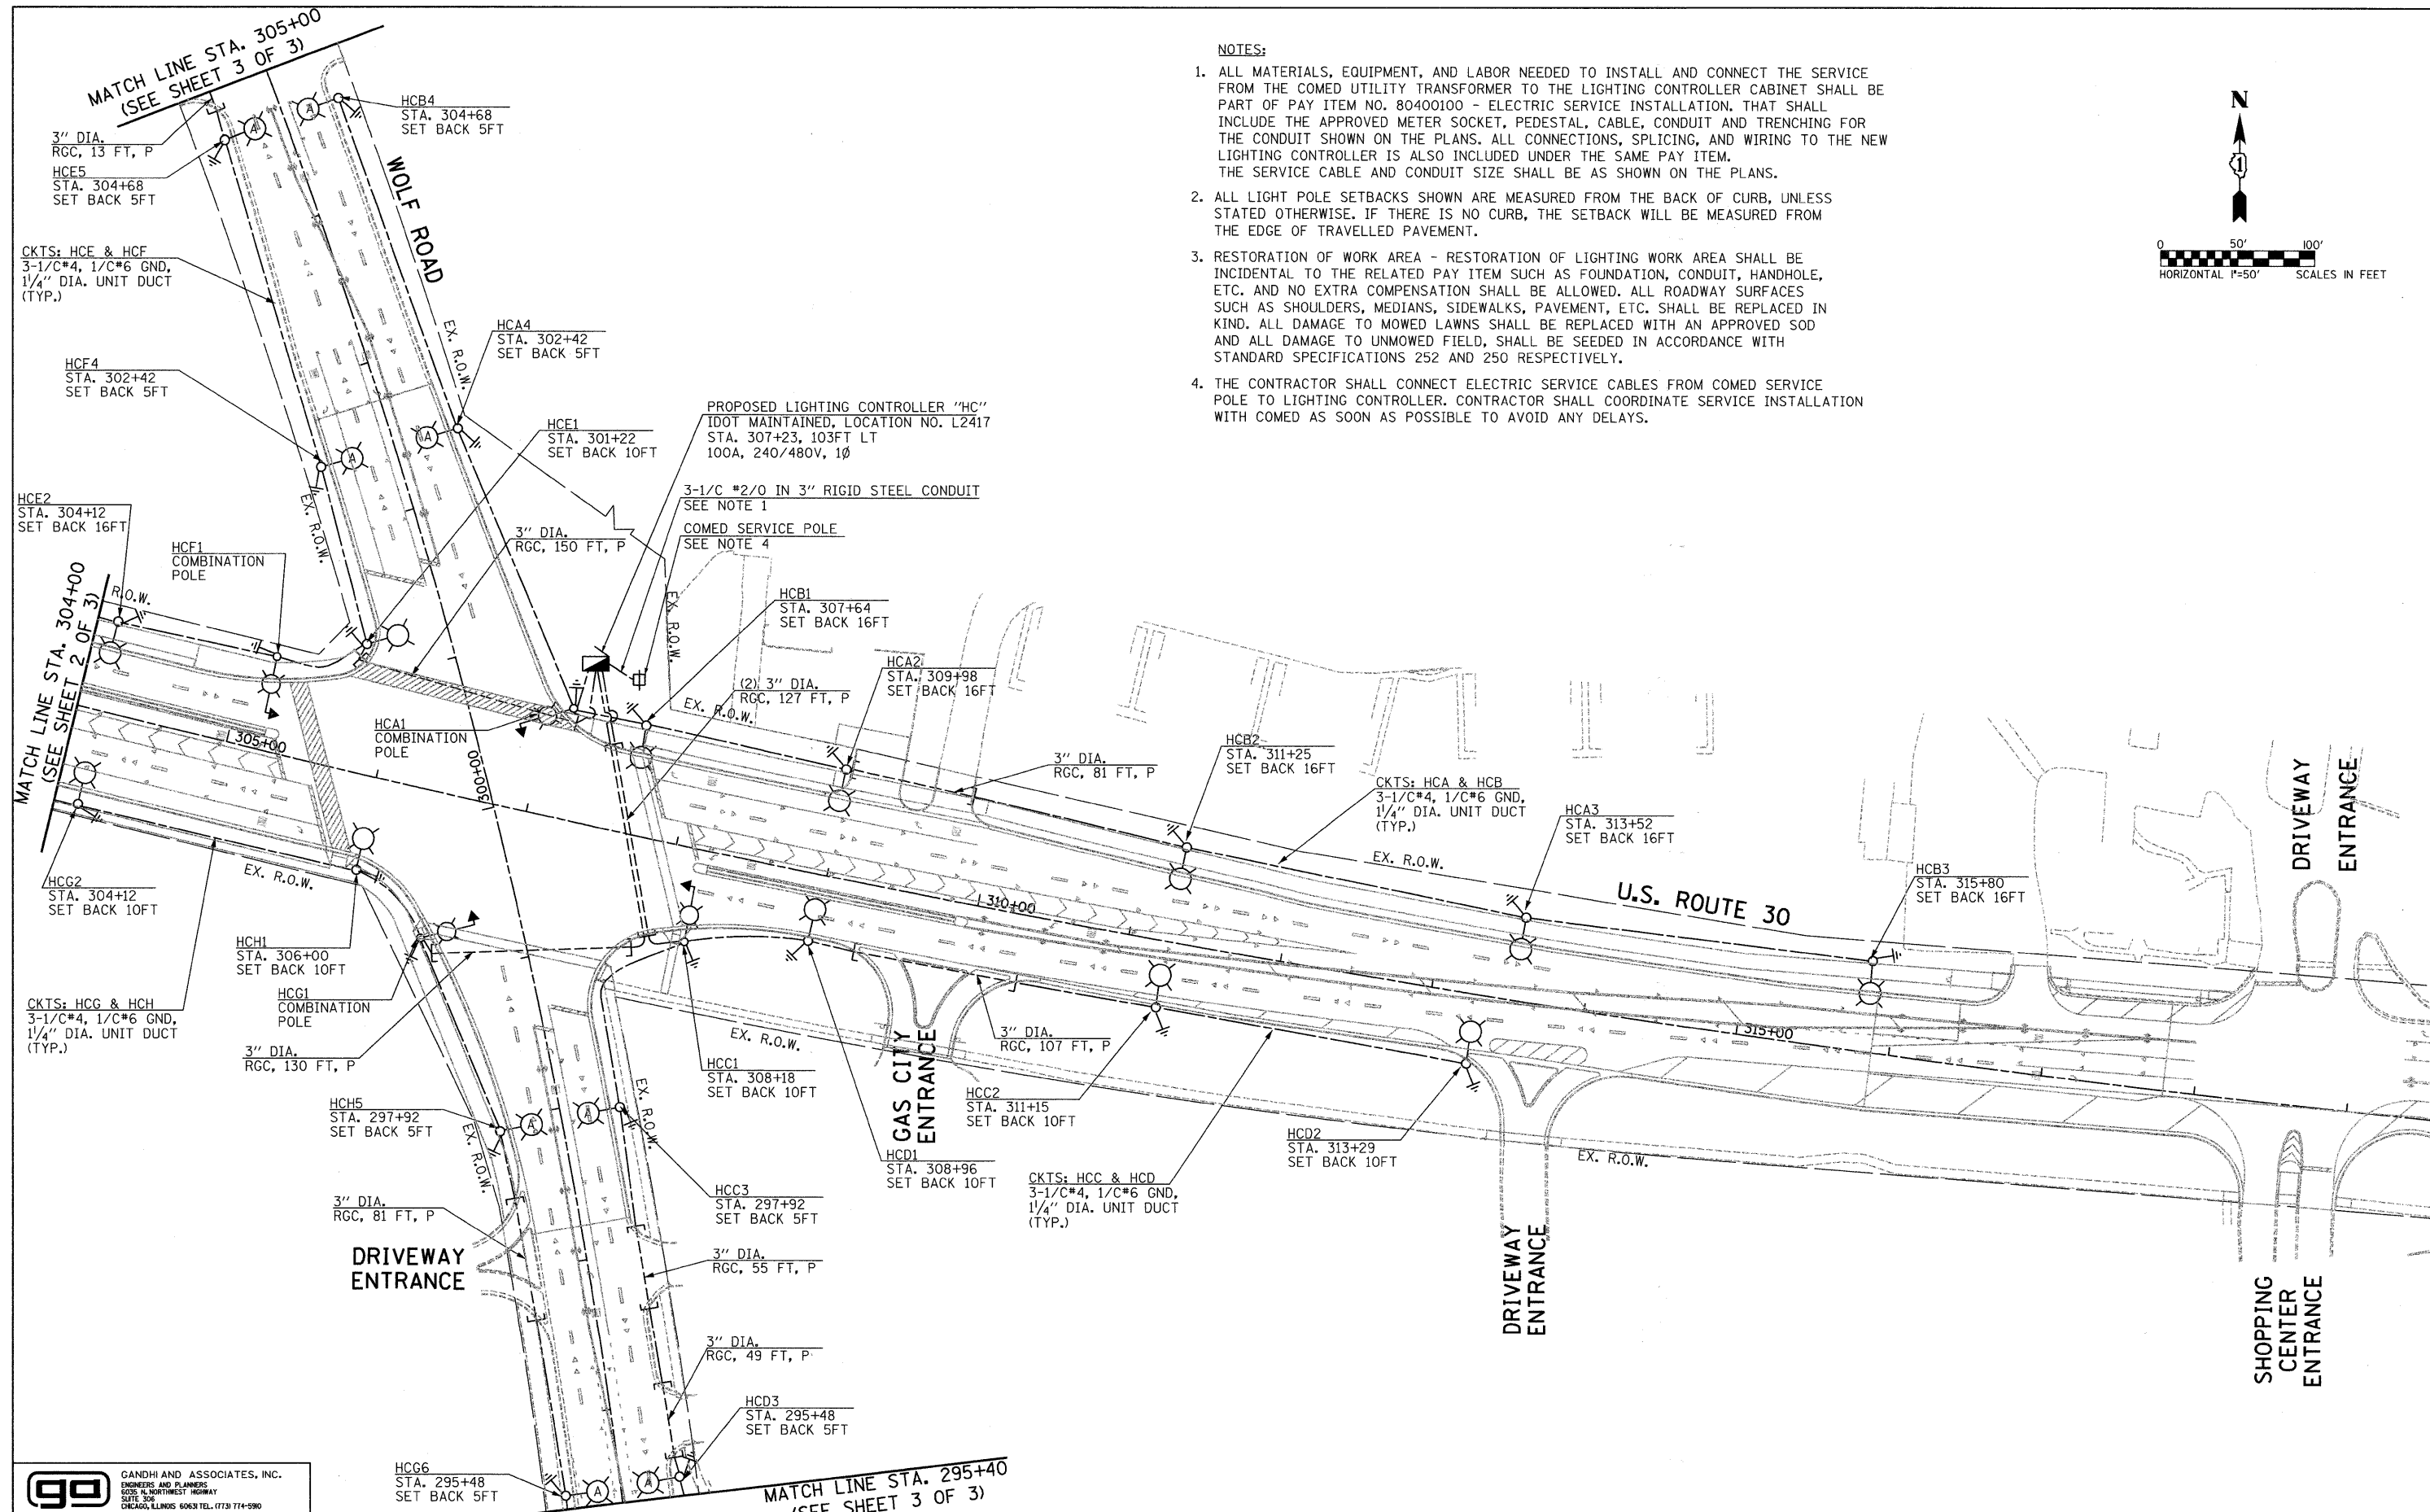 NOTES:
1. ALL MATERIALS, EQUIPMENT, AND LABOR NEEDED TO INSTALL AND CONNECT THE SERVICE
FROM THE COMED UTILITY TRANSFORMER TO THE LIGHTING CONTROLLER CABINET SHALL BE
PART OF PAY ITEM NO. 80400100 - ELECTRIC SERVICE INSTALLATION. THAT SHALL
INCLUDE THE APPROVED METER SOCKET, PEDESTAL, CABLE, CONDUIT AND TRENCHING FOR
THE CONDUIT SHOWN ON THE PLANS. ALL CONNECTIONS, SPLICING, AND WIRING TO THE NEW
LIGHTING CONTROLLER IS ALSO INCLUDED UNDER THE SAME PAY ITEM.
THE SERVICE CABLE AND CONDUIT SIZE SHALL BE AS SHOWN ON THE PLANS.
2. ALL LIGHT POLE SETBACKS SHOWN ARE MEASURED FROM THE BACK OF CURB, UNLESS
STATED OTHERWISE. IF THERE IS NO CURB, THE SETBACK WILL BE MEASURED FROM
THE EDGE OF TRAVELLED PAVEMENT.
3. RESTORATION OF WORK AREA - RESTORATION OF LIGHTING WORK AREA SHALL BE
INCIDENTAL TO THE RELATED PAY ITEM SUCH AS FOUNDATION, CONDUIT, HANDHOLE,
ETC. AND NO EXTRA COMPENSATION SHALL BE ALLOWED. ALL ROADWAY SURFACES
SUCH AS SHOULDERS, MEDIANS, SIDEWALKS, PAVEMENT, ETC. SHALL BE REPLACED IN
KIND. ALL DAMAGE TO MOWED LAWNS SHALL BE REPLACED WITH AN APPROVED SOD
AND ALL DAMAGE TO UNMOWED FIELD, SHALL BE SEEDED IN ACCORDANCE WITH
STANDARD SPECIFICATIONS 252 AND 250 RESPECTIVELY.
4. THE CONTRACTOR SHALL CONNECT ELECTRIC SERVICE CABLES FROM COMED SERVICE
POLE TO LIGHTING CONTROLLER. CONTRACTOR SHALL COORDINATE SERVICE INSTALLATION
WITH COMED AS SOON AS POSSIBLE TO AVOID ANY DELAYS.
N
1
0 50' 100'
HORIZONTAL 1"=50' SCALES IN FEET
MATCH LINE STA. 305+00
(SEE SHEET 3 OF 3)
3" DIA.
RGC, 13 FT, P
HCE5
STA. 304+68
SET BACK 5FT
HCB4
STA. 304+68
SET BACK 5FT
WOLF ROAD
CKTS: HCE & HCF
3-1/C#4, 1/C#6 GND,
1 1/4" DIA. UNIT DUCT
(TYP.)
EX. R.O.W.
HCA4
STA. 302+42
SET BACK 5FT
HCF4
STA. 302+42
SET BACK 5FT
EX. R.O.W.
HCE1
STA. 301+22
SET BACK 10FT
PROPOSED LIGHTING CONTROLLER "HC"
IDOT MAINTAINED, LOCATION NO. L2417
STA. 307+23, 103FT LT
100A, 240/480V, 1Ø
3-1/C #2/0 IN 3" RIGID STEEL CONDUIT
SEE NOTE 1
COMED SERVICE POLE
SEE NOTE 4
3" DIA.
RGC, 150 FT, P
HCE2
STA. 304+12
SET BACK 16FT
HCF1
COMBINATION
POLE
R.O.W.
MATCH LINE STA. 304+00
(SEE SHEET 2 OF 3)
EX. R.O.W.
HCB1
STA. 307+64
SET BACK 16FT
HCA2
STA. 309+98
SET BACK 16FT
(2) 3" DIA.
RGC, 127 FT, P
EX. R.O.W.
HCA1
COMBINATION
POLE
305+00
300+00
3" DIA.
RGC, 81 FT, P
HCB2
STA. 311+25
SET BACK 16FT
CKTS: HCA & HCB
3-1/C#4, 1/C#6 GND,
1 1/4" DIA. UNIT DUCT
(TYP.)
HCA3
STA. 313+52
SET BACK 16FT
EX. R.O.W.
U.S. ROUTE 30
HCB3
STA. 315+80
SET BACK 16FT
DRIVEWAY
ENTRANCE
310+00
315+00
HCG2
STA. 304+12
SET BACK 10FT
EX. R.O.W.
HCH1
STA. 306+00
SET BACK 10FT
HCG1
COMBINATION
POLE
CKTS: HCG & HCH
3-1/C#4, 1/C#6 GND,
1 1/4" DIA. UNIT DUCT
(TYP.)
3" DIA.
RGC, 130 FT, P
EX. R.O.W.
HCC1
STA. 308+18
SET BACK 10FT
GAS CITY
ENTRANCE
3" DIA.
RGC, 107 FT, P
HCC2
STA. 311+15
SET BACK 10FT
HCD1
STA. 308+96
SET BACK 10FT
CKTS: HCC & HCD
3-1/C#4, 1/C#6 GND,
1 1/4" DIA. UNIT DUCT
(TYP.)
HCD2
STA. 313+29
SET BACK 10FT
EX. R.O.W.
DRIVEWAY
ENTRANCE
SHOPPING
CENTER
ENTRANCE
HCH5
STA. 297+92
SET BACK 5FT
EX. R.O.W.
EX. R.O.W.
HCC3
STA. 297+92
SET BACK 5FT
3" DIA.
RGC, 81 FT, P
DRIVEWAY
ENTRANCE
3" DIA.
RGC, 55 FT, P
3" DIA.
RGC, 49 FT, P
HCD3
STA. 295+48
SET BACK 5FT
HCG6
STA. 295+48
SET BACK 5FT
MATCH LINE STA. 295+40
(SEE SHEET 3 OF 3)
A
A
A
A
A
A
A
A
ga
GANDHI AND ASSOCIATES, INC.
ENGINEERS AND PLANNERS
6035 N. NORTHWEST HIGHWAY
SUITE 306
CHICAGO, ILLINOIS 60631 TEL. (773) 774-5910